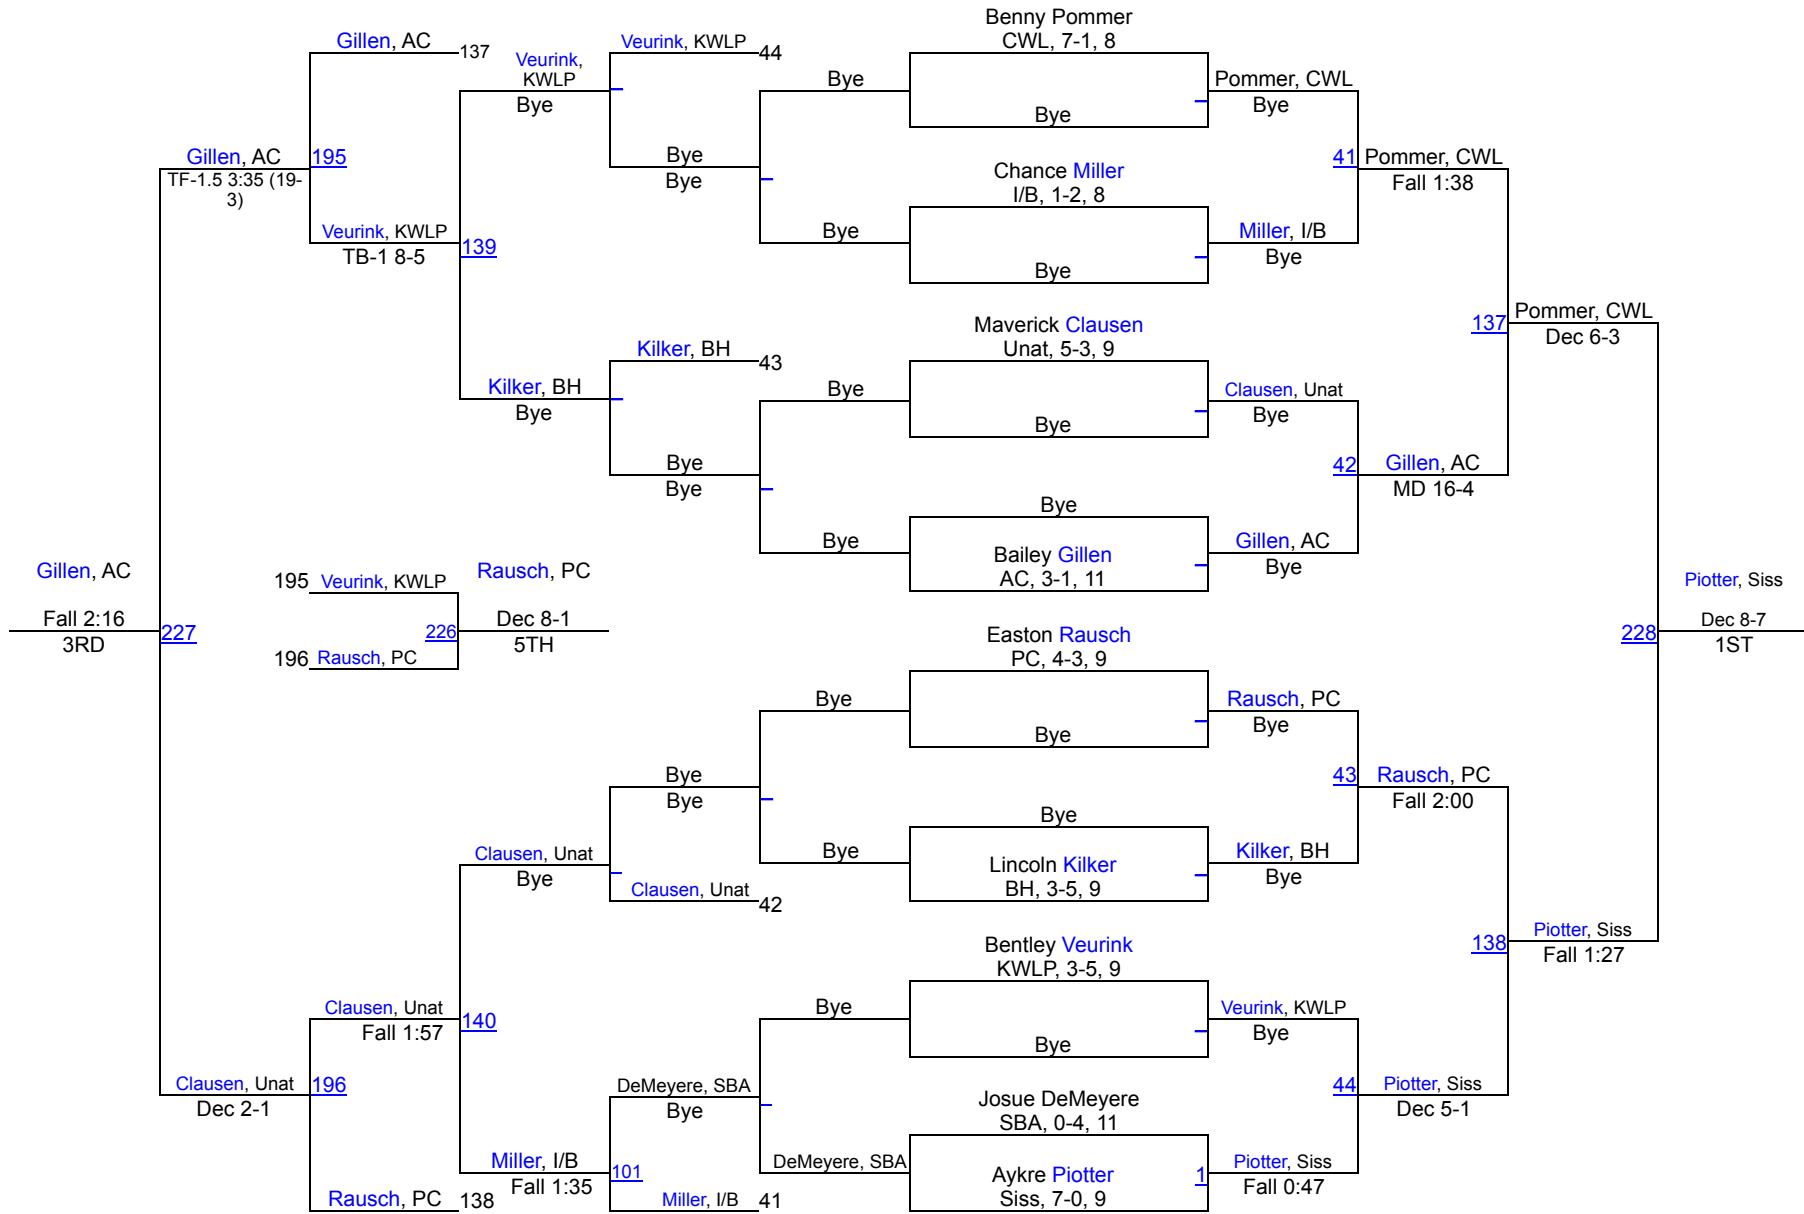 Benny Pommer
CWL, 7-1, 8
Gillen, AC
137
Veurink,
KWLP
Bye
Veurink, KWLP
44
Bye
Bye
Pommer, CWL
Bye
Gillen, AC
195
TF-1.5 3:35 (19-
3)
Bye
Bye
Chance Miller
I/B, 1-2, 8
41
Pommer, CWL
Fall 1:38
Veurink, KWLP
TB-1 8-5
139
Bye
Bye
Miller, I/B
Bye
Maverick Clausen
Unat, 5-3, 9
137
Pommer, CWL
Dec 6-3
Kilker, BH
43
Kilker, BH
Bye
Bye
Bye
Clausen, Unat
Bye
Bye
Bye
42
Gillen, AC
MD 16-4
Bye
Bye
Bailey Gillen
AC, 3-1, 11
Gillen, AC
Bye
Gillen, AC
Fall 2:16
3RD
227
195
Veurink, KWLP
196
Rausch, PC
226
Rausch, PC
Dec 8-1
5TH
Piotter, Siss
228
Dec 8-7
1ST
Easton Rausch
PC, 4-3, 9
Bye
Bye
Rausch, PC
Bye
Bye
Bye
43
Rausch, PC
Fall 2:00
Bye
Clausen, Unat
Bye
Bye
Lincoln Kilker
BH, 3-5, 9
Kilker, BH
Bye
Clausen, Unat
42
Bentley Veurink
KWLP, 3-5, 9
138
Piotter, Siss
Fall 1:27
Clausen, Unat
Fall 1:57
140
Bye
Bye
Veurink, KWLP
Bye
Clausen, Unat
196
Dec 2-1
DeMeyere, SBA
Bye
Josue DeMeyere
SBA, 0-4, 11
44
Piotter, Siss
Dec 5-1
Miller, I/B
Fall 1:35
101
DeMeyere, SBA
Aykre Piotter
Siss, 7-0, 9
1
Piotter, Siss
Fall 0:47
Rausch, PC
138
Miller, I/B
41